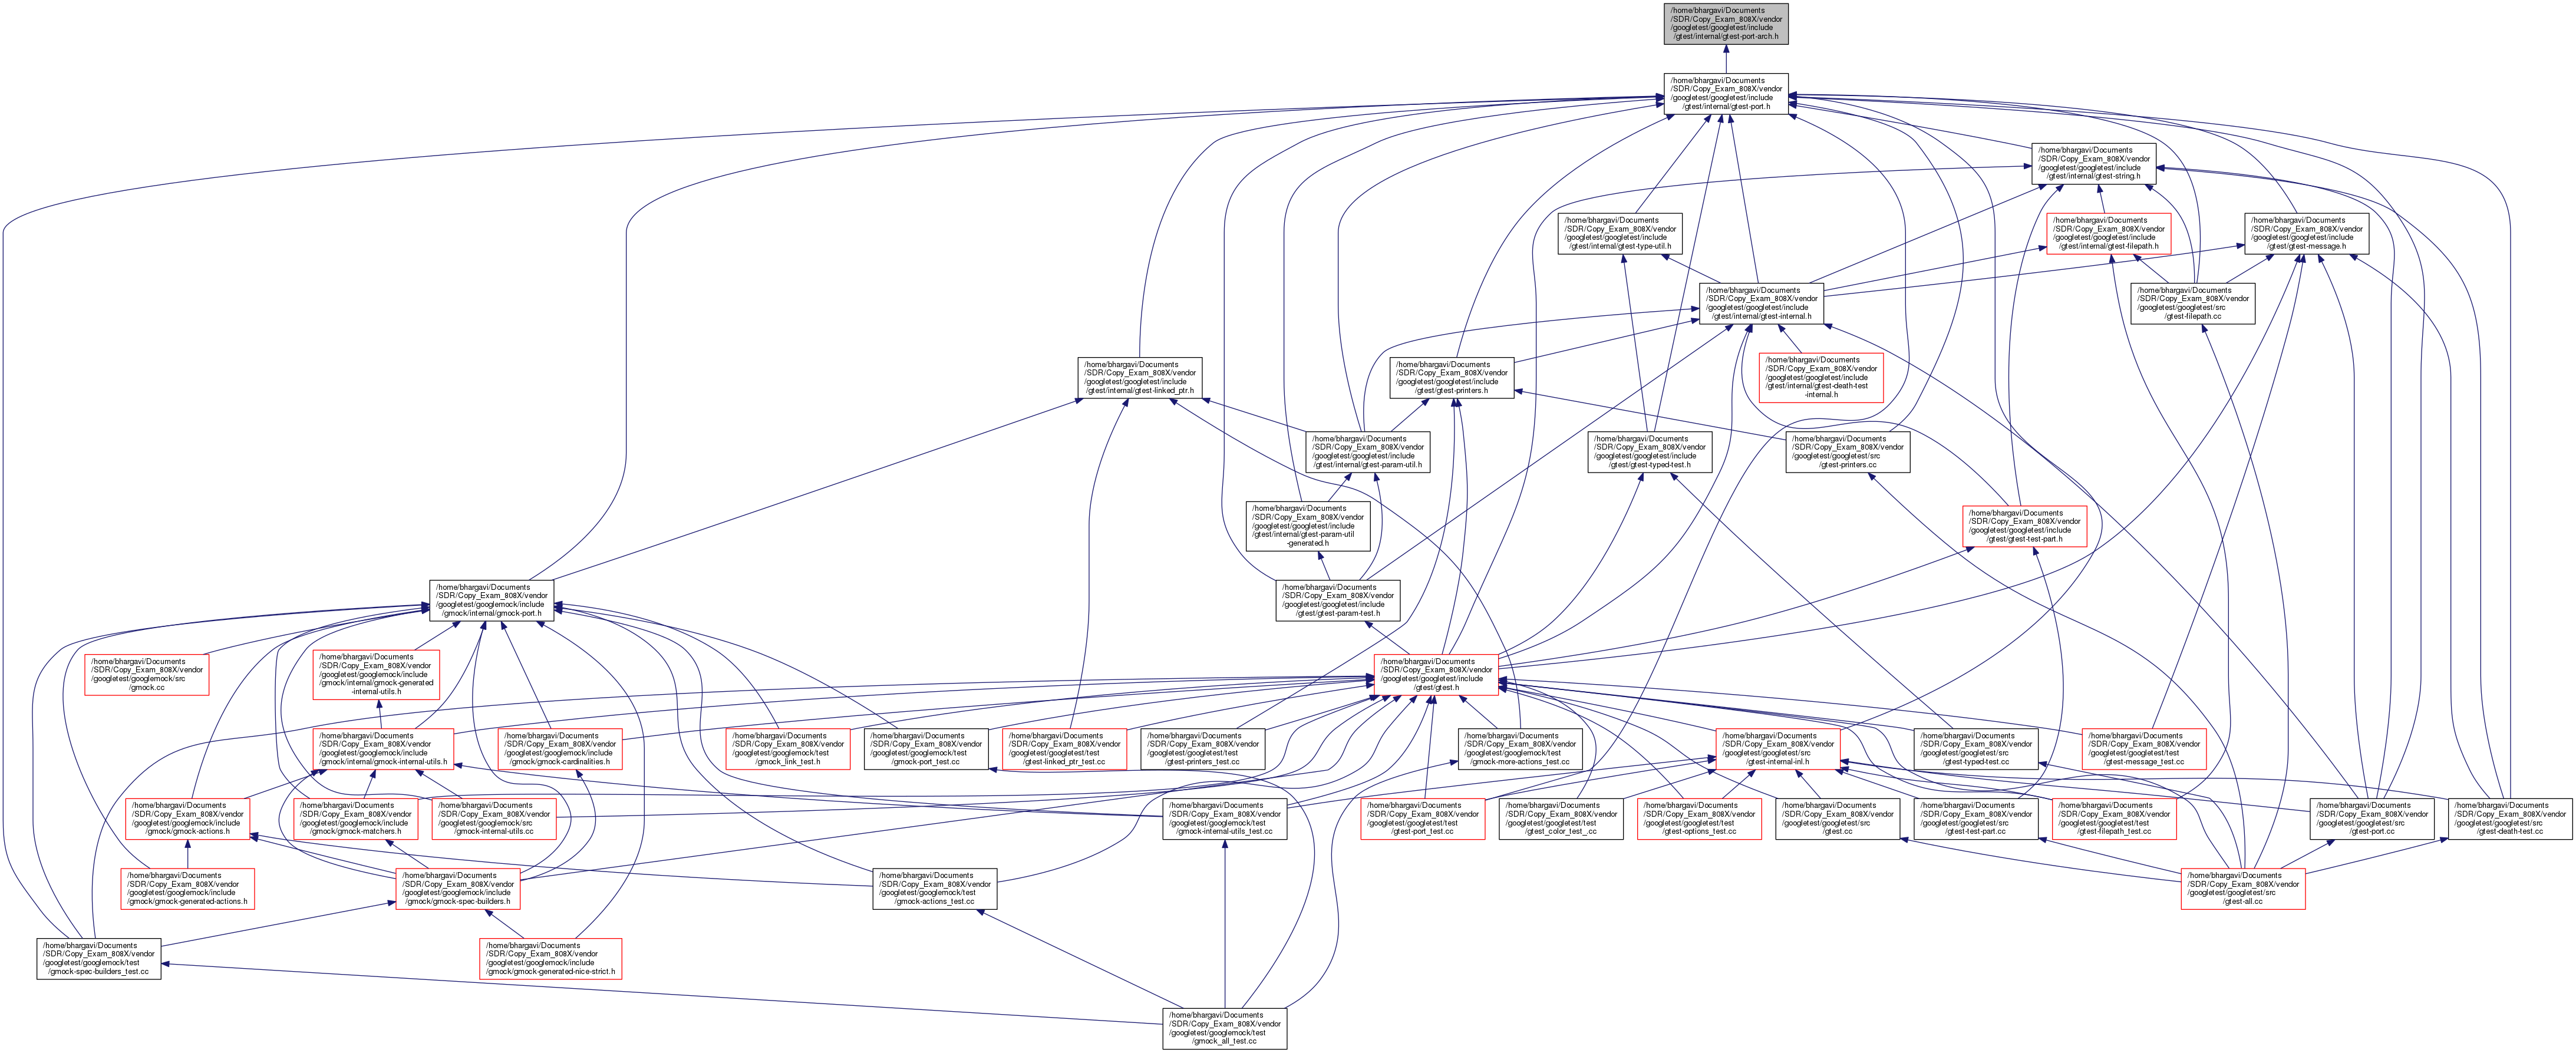 /home/bhargavi/Documents
/SDR/Copy_Exam_808X/vendor
/googletest/googletest/include
/gtest/internal/gtest-port-arch.h
/home/bhargavi/Documents
/SDR/Copy_Exam_808X/vendor
/googletest/googletest/include
/gtest/internal/gtest-port.h
/home/bhargavi/Documents
/SDR/Copy_Exam_808X/vendor
/googletest/googletest/include
/gtest/internal/gtest-string.h
/home/bhargavi/Documents
/SDR/Copy_Exam_808X/vendor
/googletest/googletest/include
/gtest/internal/gtest-type-util.h
/home/bhargavi/Documents
/SDR/Copy_Exam_808X/vendor
/googletest/googletest/include
/gtest/internal/gtest-filepath.h
/home/bhargavi/Documents
/SDR/Copy_Exam_808X/vendor
/googletest/googletest/include
/gtest/gtest-message.h
/home/bhargavi/Documents
/SDR/Copy_Exam_808X/vendor
/googletest/googletest/include
/gtest/internal/gtest-internal.h
/home/bhargavi/Documents
/SDR/Copy_Exam_808X/vendor
/googletest/googletest/src
/gtest-filepath.cc
/home/bhargavi/Documents
/SDR/Copy_Exam_808X/vendor
/googletest/googletest/include
/gtest/internal/gtest-linked_ptr.h
/home/bhargavi/Documents
/SDR/Copy_Exam_808X/vendor
/googletest/googletest/include
/gtest/gtest-printers.h
/home/bhargavi/Documents
/SDR/Copy_Exam_808X/vendor
/googletest/googletest/include
/gtest/internal/gtest-death-test
-internal.h
/home/bhargavi/Documents
/SDR/Copy_Exam_808X/vendor
/googletest/googletest/include
/gtest/internal/gtest-param-util.h
/home/bhargavi/Documents
/SDR/Copy_Exam_808X/vendor
/googletest/googletest/include
/gtest/gtest-typed-test.h
/home/bhargavi/Documents
/SDR/Copy_Exam_808X/vendor
/googletest/googletest/src
/gtest-printers.cc
/home/bhargavi/Documents
/SDR/Copy_Exam_808X/vendor
/googletest/googletest/include
/gtest/internal/gtest-param-util
-generated.h
/home/bhargavi/Documents
/SDR/Copy_Exam_808X/vendor
/googletest/googletest/include
/gtest/gtest-test-part.h
/home/bhargavi/Documents
/SDR/Copy_Exam_808X/vendor
/googletest/googlemock/include
/gmock/internal/gmock-port.h
/home/bhargavi/Documents
/SDR/Copy_Exam_808X/vendor
/googletest/googletest/include
/gtest/gtest-param-test.h
/home/bhargavi/Documents
/SDR/Copy_Exam_808X/vendor
/googletest/googlemock/src
/gmock.cc
/home/bhargavi/Documents
/SDR/Copy_Exam_808X/vendor
/googletest/googlemock/include
/gmock/internal/gmock-generated
-internal-utils.h
/home/bhargavi/Documents
/SDR/Copy_Exam_808X/vendor
/googletest/googletest/include
/gtest/gtest.h
/home/bhargavi/Documents
/SDR/Copy_Exam_808X/vendor
/googletest/googlemock/include
/gmock/internal/gmock-internal-utils.h
/home/bhargavi/Documents
/SDR/Copy_Exam_808X/vendor
/googletest/googlemock/include
/gmock/gmock-cardinalities.h
/home/bhargavi/Documents
/SDR/Copy_Exam_808X/vendor
/googletest/googlemock/test
/gmock_link_test.h
/home/bhargavi/Documents
/SDR/Copy_Exam_808X/vendor
/googletest/googlemock/test
/gmock-port_test.cc
/home/bhargavi/Documents
/SDR/Copy_Exam_808X/vendor
/googletest/googletest/test
/gtest-linked_ptr_test.cc
/home/bhargavi/Documents
/SDR/Copy_Exam_808X/vendor
/googletest/googletest/test
/gtest-printers_test.cc
/home/bhargavi/Documents
/SDR/Copy_Exam_808X/vendor
/googletest/googlemock/test
/gmock-more-actions_test.cc
/home/bhargavi/Documents
/SDR/Copy_Exam_808X/vendor
/googletest/googletest/src
/gtest-internal-inl.h
/home/bhargavi/Documents
/SDR/Copy_Exam_808X/vendor
/googletest/googletest/src
/gtest-typed-test.cc
/home/bhargavi/Documents
/SDR/Copy_Exam_808X/vendor
/googletest/googletest/test
/gtest-message_test.cc
/home/bhargavi/Documents
/SDR/Copy_Exam_808X/vendor
/googletest/googlemock/include
/gmock/gmock-actions.h
/home/bhargavi/Documents
/SDR/Copy_Exam_808X/vendor
/googletest/googlemock/include
/gmock/gmock-matchers.h
/home/bhargavi/Documents
/SDR/Copy_Exam_808X/vendor
/googletest/googlemock/src
/gmock-internal-utils.cc
/home/bhargavi/Documents
/SDR/Copy_Exam_808X/vendor
/googletest/googlemock/test
/gmock-internal-utils_test.cc
/home/bhargavi/Documents
/SDR/Copy_Exam_808X/vendor
/googletest/googletest/test
/gtest-port_test.cc
/home/bhargavi/Documents
/SDR/Copy_Exam_808X/vendor
/googletest/googletest/test
/gtest_color_test_.cc
/home/bhargavi/Documents
/SDR/Copy_Exam_808X/vendor
/googletest/googletest/test
/gtest-options_test.cc
/home/bhargavi/Documents
/SDR/Copy_Exam_808X/vendor
/googletest/googletest/src
/gtest.cc
/home/bhargavi/Documents
/SDR/Copy_Exam_808X/vendor
/googletest/googletest/src
/gtest-test-part.cc
/home/bhargavi/Documents
/SDR/Copy_Exam_808X/vendor
/googletest/googletest/test
/gtest-filepath_test.cc
/home/bhargavi/Documents
/SDR/Copy_Exam_808X/vendor
/googletest/googletest/src
/gtest-port.cc
/home/bhargavi/Documents
/SDR/Copy_Exam_808X/vendor
/googletest/googletest/src
/gtest-death-test.cc
/home/bhargavi/Documents
/SDR/Copy_Exam_808X/vendor
/googletest/googlemock/include
/gmock/gmock-generated-actions.h
/home/bhargavi/Documents
/SDR/Copy_Exam_808X/vendor
/googletest/googlemock/include
/gmock/gmock-spec-builders.h
/home/bhargavi/Documents
/SDR/Copy_Exam_808X/vendor
/googletest/googlemock/test
/gmock-actions_test.cc
/home/bhargavi/Documents
/SDR/Copy_Exam_808X/vendor
/googletest/googletest/src
/gtest-all.cc
/home/bhargavi/Documents
/SDR/Copy_Exam_808X/vendor
/googletest/googlemock/test
/gmock-spec-builders_test.cc
/home/bhargavi/Documents
/SDR/Copy_Exam_808X/vendor
/googletest/googlemock/include
/gmock/gmock-generated-nice-strict.h
/home/bhargavi/Documents
/SDR/Copy_Exam_808X/vendor
/googletest/googlemock/test
/gmock_all_test.cc